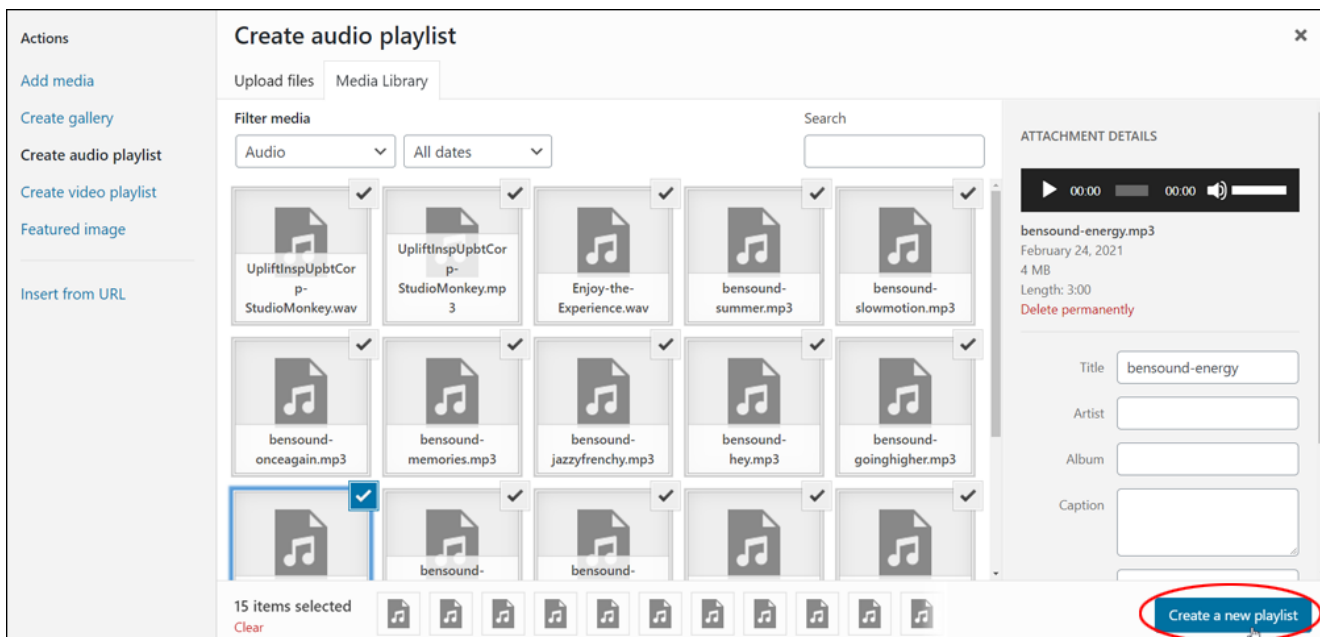 Actions
Add media
Create gallery
Create audio playlist
Create video playlist
Featured image
Insert from URL
Create audio playlist
Upload files
Media Library
Filter media
Audio
All dates
Search
UpliftInspUpbtCor
p-
StudioMonkey.wav
UpliftInspUpbtCor
p-
StudioMonkey.mp
3
Enjoy-the-
Experience.wav
bensound-
summer.mp3
bensound-
slowmotion.mp3
bensound-
onceagain.mp3
bensound-
memories.mp3
bensound-
jazzyfrenchy.mp3
bensound-
hey.mp3
bensound-
goinghigher.mp3
bensound-
bensound-
15 items selected
Clear
ATTACHMENT DETAILS
00:00
00:00
bensound-energy.mp3
February 24, 2021
4 MB
Length: 3:00
Delete permanently
Title
bensound-energy
Artist
Album
Caption
Create a new playlist